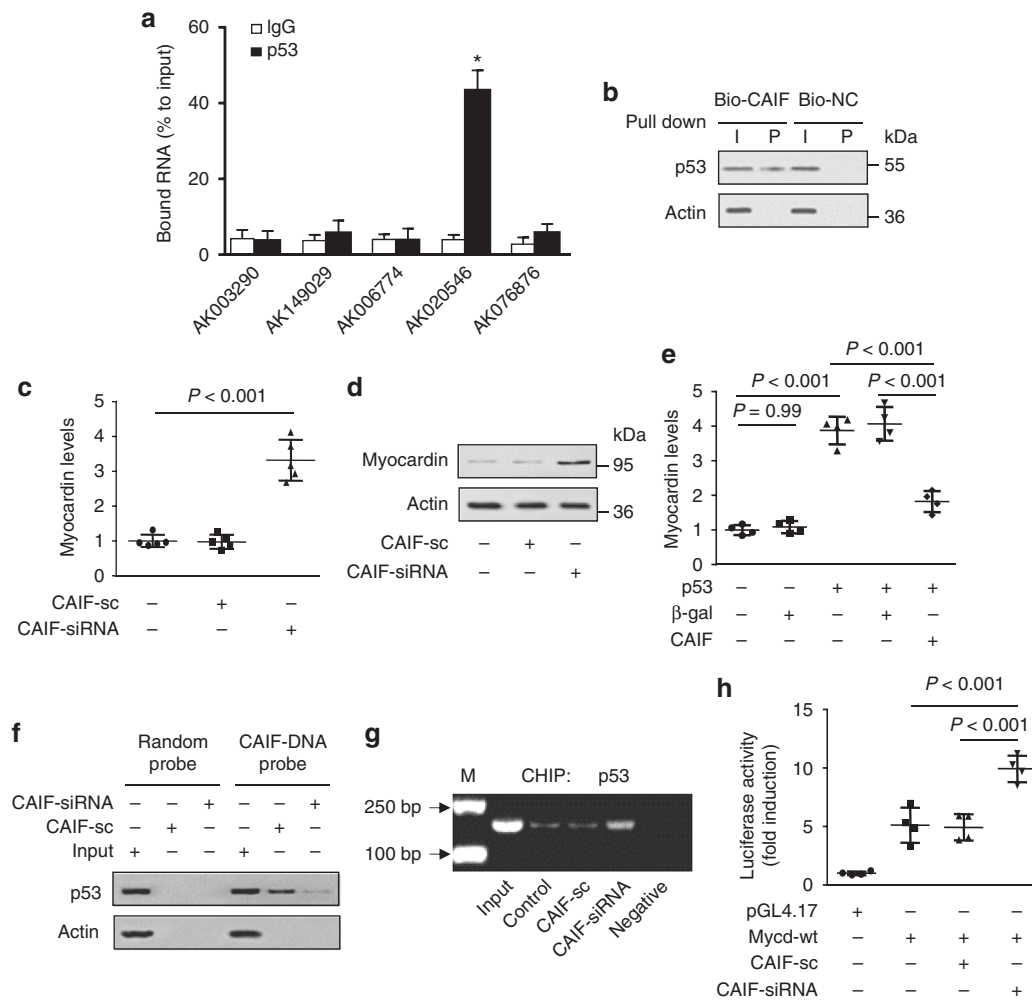 a
60
40
20
0
Bound RNA (% to input)
IgG
p53
*
AK003290
AK149029
AK006774
AK020546
AK076876
b
Bio-CAIF Bio-NC
Pull down I P I P kDa
p53 55
Actin 36
c
P < 0.001
5
4
3
2
1
0
Myocardin levels
CAIF-sc – + –
CAIF-siRNA – – +
d
kDa
Myocardin 95
Actin 36
CAIF-sc – + –
CAIF-siRNA – – +
e
P < 0.001
P < 0.001 P < 0.001
P = 0.99
5
4
3
2
1
0
Myocardin levels
p53 – – + + +
β-gal – + – + –
CAIF – – – – +
f
Random probe
CAIF-DNA probe
CAIF-siRNA – – + – – +
CAIF-sc – + – – + –
Input + – – + – –
p53
Actin
g
M CHIP: p53
250 bp
100 bp
Input
Control
CAIF-sc
CAIF-siRNA
Negative
h
P < 0.001
P < 0.001
15
10
5
0
Luciferase activity
(fold induction)
pGL4.17 + – – –
Mycd-wt – + + +
CAIF-sc – – + –
CAIF-siRNA – – – +